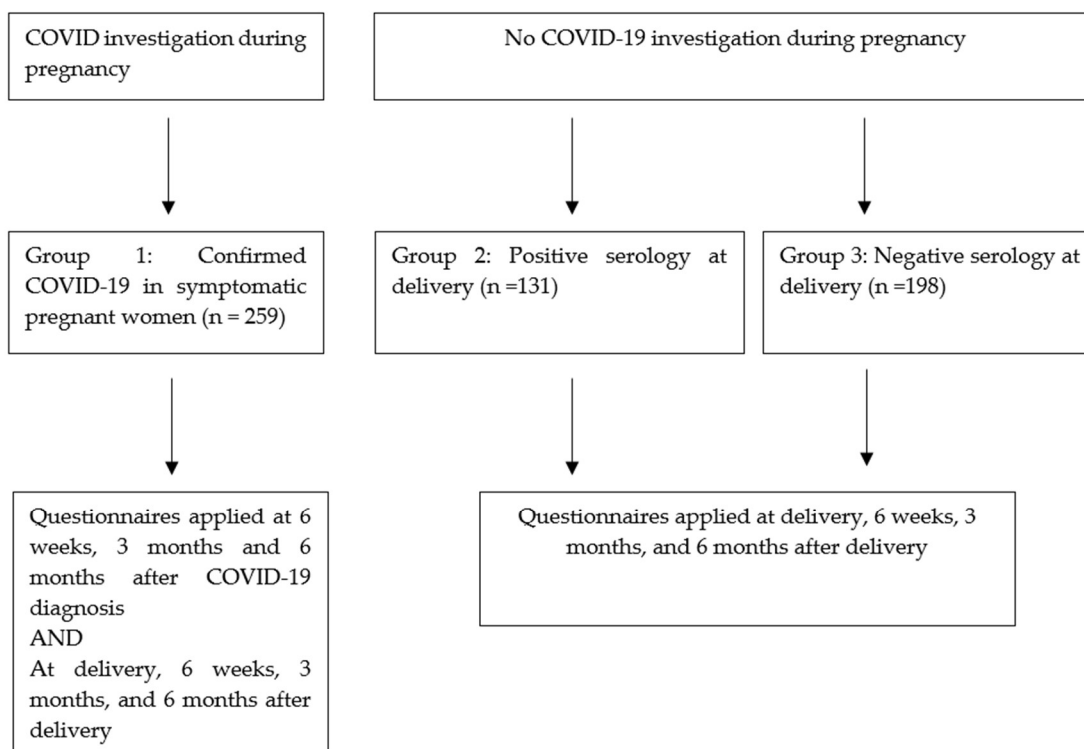 COVID investigation during
pregnancy
No COVID-19 investigation during pregnancy
Group 1: Confirmed
COVID-19 in symptomatic
pregnant women (n = 259)
Group 2: Positive serology at
delivery (n =131)
Group 3: Negative serology at
delivery (n =198)
Questionnaires applied at 6
weeks, 3 months and 6
months after COVID-19
diagnosis
AND
At delivery, 6 weeks, 3
months, and 6 months after
delivery
Questionnaires applied at delivery, 6 weeks, 3
months, and 6 months after delivery